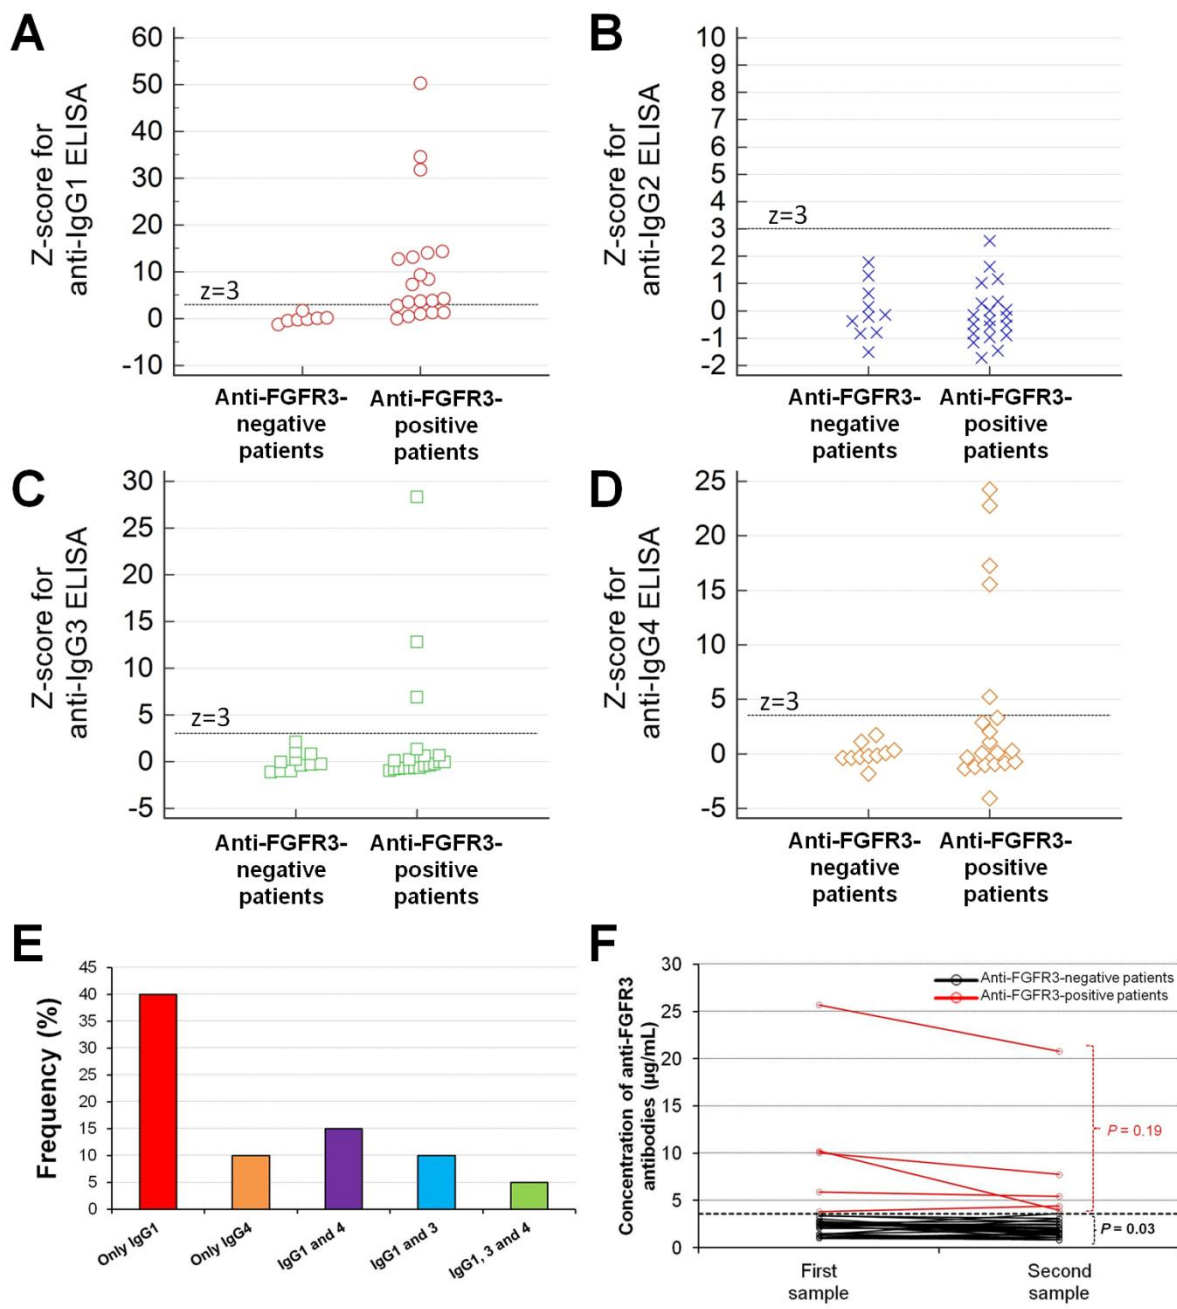 A
Z-score for
anti-IgG1 ELISA
60
50
40
30
20
10
0
-10
z=3
Anti-FGFR3-
negative
patients
Anti-FGFR3-
positive
patients
B
Z-score for
anti-IgG2 ELISA
10
9
8
7
6
5
4
3
2
1
0
-1
-2
z=3
Anti-FGFR3-
negative
patients
Anti-FGFR3-
positive
patients
C
Z-score for
anti-IgG3 ELISA
30
25
20
15
10
5
0
-5
z=3
Anti-FGFR3-
negative
patients
Anti-FGFR3-
positive
patients
D
Z-score for
anti-IgG4 ELISA
25
20
15
10
5
0
-5
z=3
Anti-FGFR3-
negative
patients
Anti-FGFR3-
positive
patients
E
Frequency (%)
45
40
35
30
25
20
15
10
5
0
Only IgG1
Only IgG4
IgG1 and 4
IgG1 and 3
IgG1, 3 and 4
F
Concentration of anti-FGFR3
antibodies (µg/mL)
30
25
20
15
10
5
0
Anti-FGFR3-negative patients
Anti-FGFR3-positive patients
P = 0.19
P = 0.03
First
sample
Second
sample